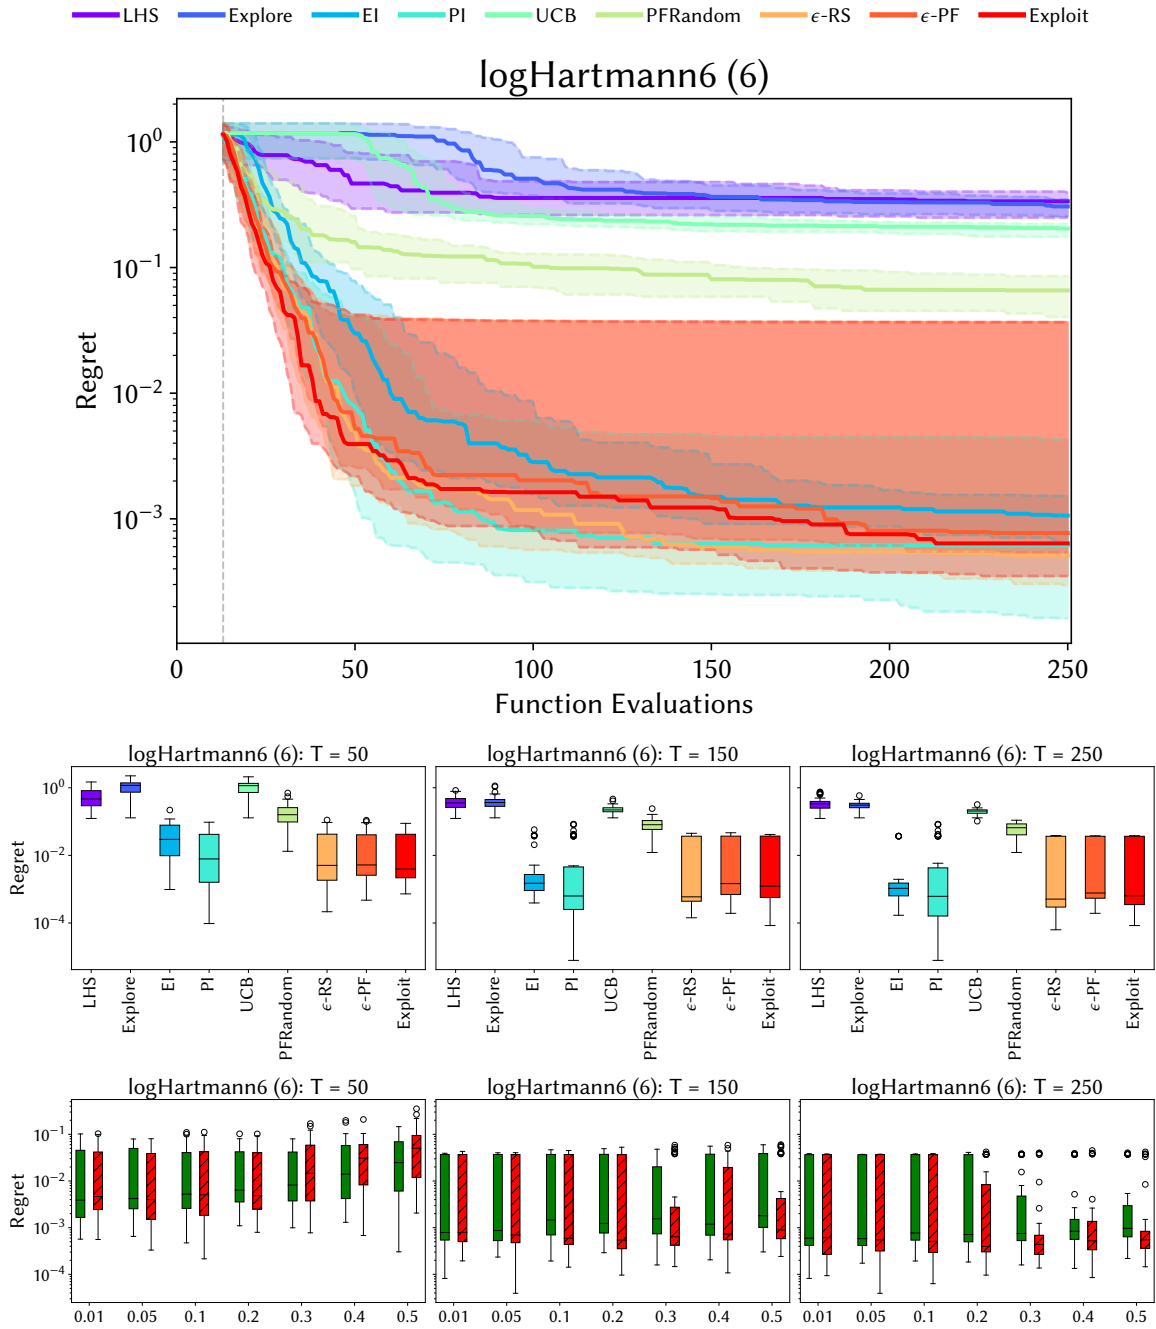 LHS Explore EI PI UCB PFRandom ϵ-RS ϵ-PF Exploit
logHartmann6 (6)
Regret
10^0
10^-1
10^-2
10^-3
0 50 100 150 200 250
Function Evaluations
logHartmann6 (6): T = 50 logHartmann6 (6): T = 150 logHartmann6 (6): T = 250
Regret
10^0
10^-2
10^-4
LHS Explore EI PI UCB PFRandom ϵ-RS ϵ-PF Exploit LHS Explore EI PI UCB PFRandom ϵ-RS ϵ-PF Exploit LHS Explore EI PI UCB PFRandom ϵ-RS ϵ-PF Exploit
logHartmann6 (6): T = 50 logHartmann6 (6): T = 150 logHartmann6 (6): T = 250
Regret
10^-1
10^-2
10^-3
10^-4
0.01 0.05 0.1 0.2 0.3 0.4 0.5 0.01 0.05 0.1 0.2 0.3 0.4 0.5 0.01 0.05 0.1 0.2 0.3 0.4 0.5